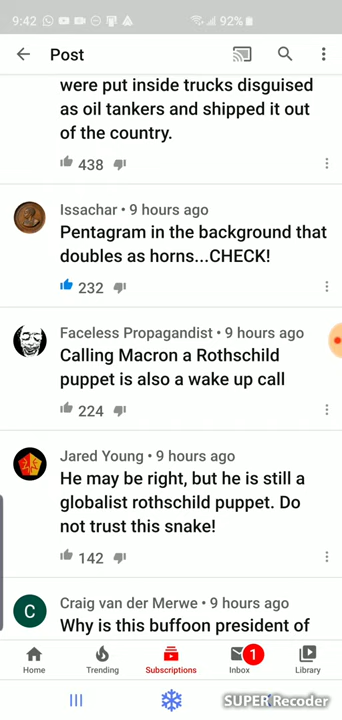 9:42 92%
Post
were put inside trucks disguised
as oil tankers and shipped it out
of the country.
438
Issachar • 9 hours ago
Pentagram in the background that
doubles as horns...CHECK!
232
Faceless Propagandist • 9 hours ago
Calling Macron a Rothschild
puppet is also a wake up call
224
Jared Young • 9 hours ago
He may be right, but he is still a
globalist rothschild puppet. Do
not trust this snake!
142
C
Craig van der Merwe • 9 hours ago
Why is this buffoon president of
1
Home Trending Subscriptions Inbox Library
SUPER Recoder